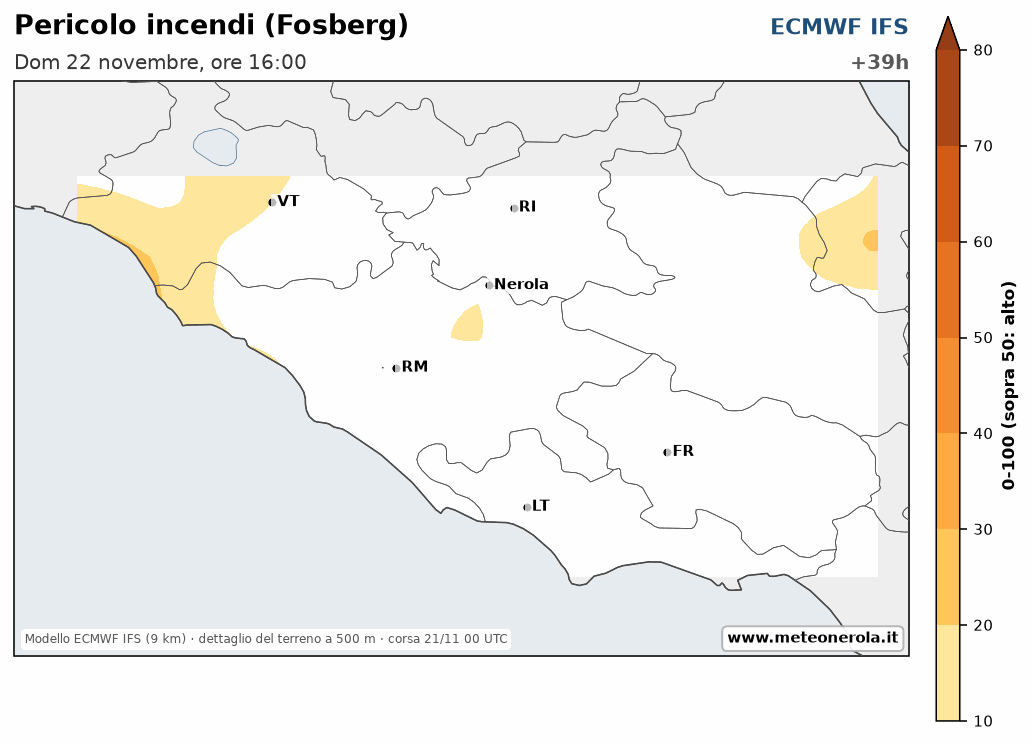 Pericolo incendi (Fosberg)
ECMWF IFS
Dom 22 novembre, ore 16:00
+39h
80
70
60
50
40
30
20
10
0-100 (sopra 50: alto)
VT
RI
Nerola
RM
FR
LT
Modello ECMWF IFS (9 km) · dettaglio del terreno a 500 m · corsa 21/11 00 UTC
www.meteonerola.it